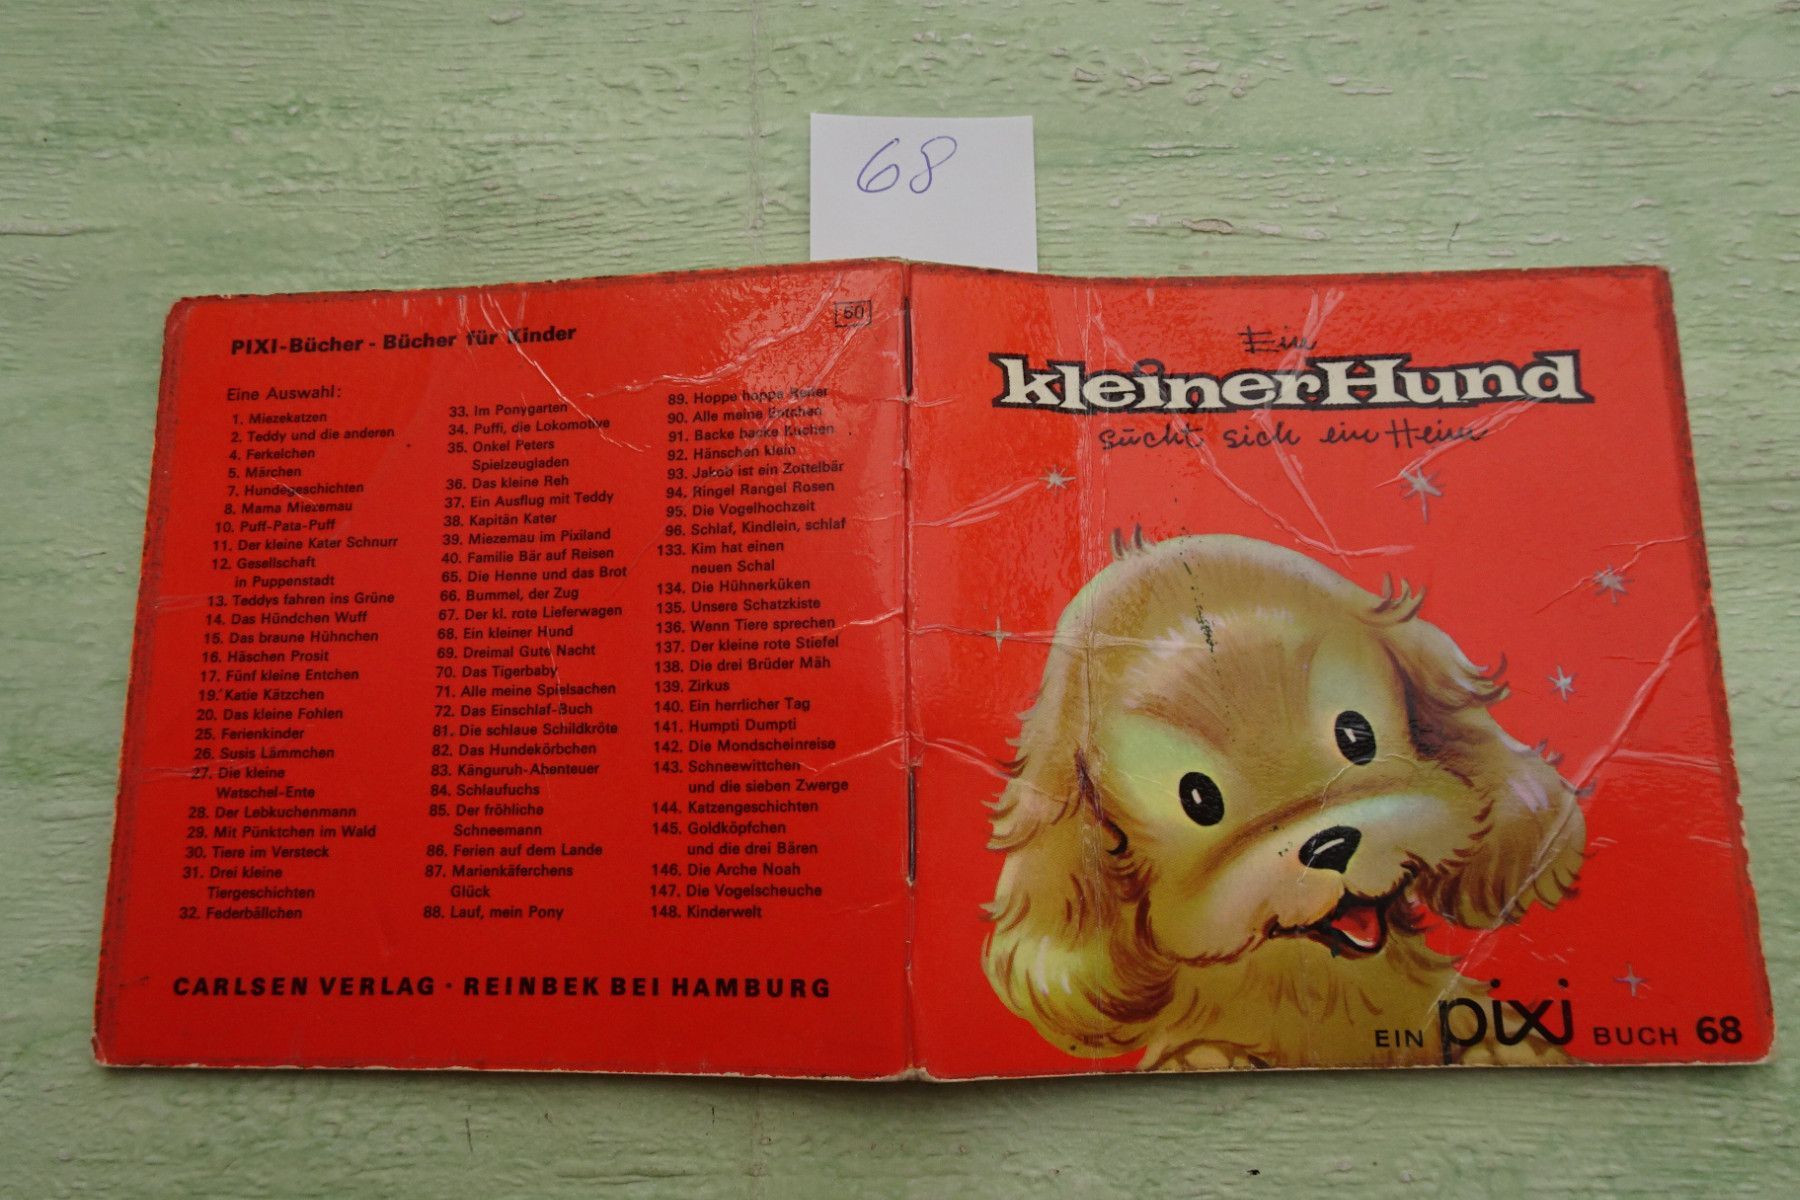 68
PIXI-Bücher - Bücher für Kinder
60
Eine Auswahl:
1. Miezekatzen
2. Teddy und die anderen
4. Ferkelchen
5. Märchen
7. Hundegeschichten
8. Mama Miezemau
10. Puff-Pata-Puff
11. Der kleine Kater Schnurr
12. Gesellschaft
in Puppenstadt
13. Teddys fahren ins Grüne
14. Das Hündchen Wuff
15. Das braune Hühnchen
16. Häschen Prosit
17. Fünf kleine Entchen
19. Katie Kätzchen
20. Das kleine Fohlen
25. Ferienkinder
26. Susis Lämmchen
27. Die kleine
Watschel-Ente
28. Der Lebkuchenmann
29. Mit Pünktchen im Wald
30. Tiere im Versteck
31. Drei kleine
Tiergeschichten
32. Federbällchen
33. Im Ponygarten
34. Puffi, die Lokomotive
35. Onkel Peters
Spielzeugladen
36. Das kleine Reh
37. Ein Ausflug mit Teddy
38. Kapitän Kater
39. Miezemau im Pixiland
40. Familie Bär auf Reisen
65. Die Henne und das Brot
66. Bummel, der Zug
67. Der kl. rote Lieferwagen
68. Ein kleiner Hund
69. Dreimal Gute Nacht
70. Das Tigerbaby
71. Alle meine Spielsachen
72. Das Einschlaf-Buch
81. Die schlaue Schildkröte
82. Das Hundekörbchen
83. Känguruh-Abenteuer
84. Schlaufuchs
85. Der fröhliche
Schneemann
86. Ferien auf dem Lande
87. Marienkäferchens
Glück
88. Lauf, mein Pony
89. Hoppe hoppe Reiter
90. Alle meine Entchen
91. Backe backe Kuchen
92. Hänschen klein
93. Jakob ist ein Zottelbär
94. Ringel Rangel Rosen
95. Die Vogelhochzeit
96. Schlaf, Kindlein, schlaf
133. Kim hat einen
neuen Schal
134. Die Hühnerküken
135. Unsere Schatzkiste
136. Wenn Tiere sprechen
137. Der kleine rote Stiefel
138. Die drei Brüder Mäh
139. Zirkus
140. Ein herrlicher Tag
141. Humpti Dumpti
142. Die Mondscheinreise
143. Schneewittchen
und die sieben Zwerge
144. Katzengeschichten
145. Goldköpfchen
und die drei Bären
146. Die Arche Noah
147. Die Vogelscheuche
148. Kinderwelt
CARLSEN VERLAG · REINBEK BEI HAMBURG
Ein
kleiner Hund
sucht sich ein Heim
EIN pixi BUCH 68